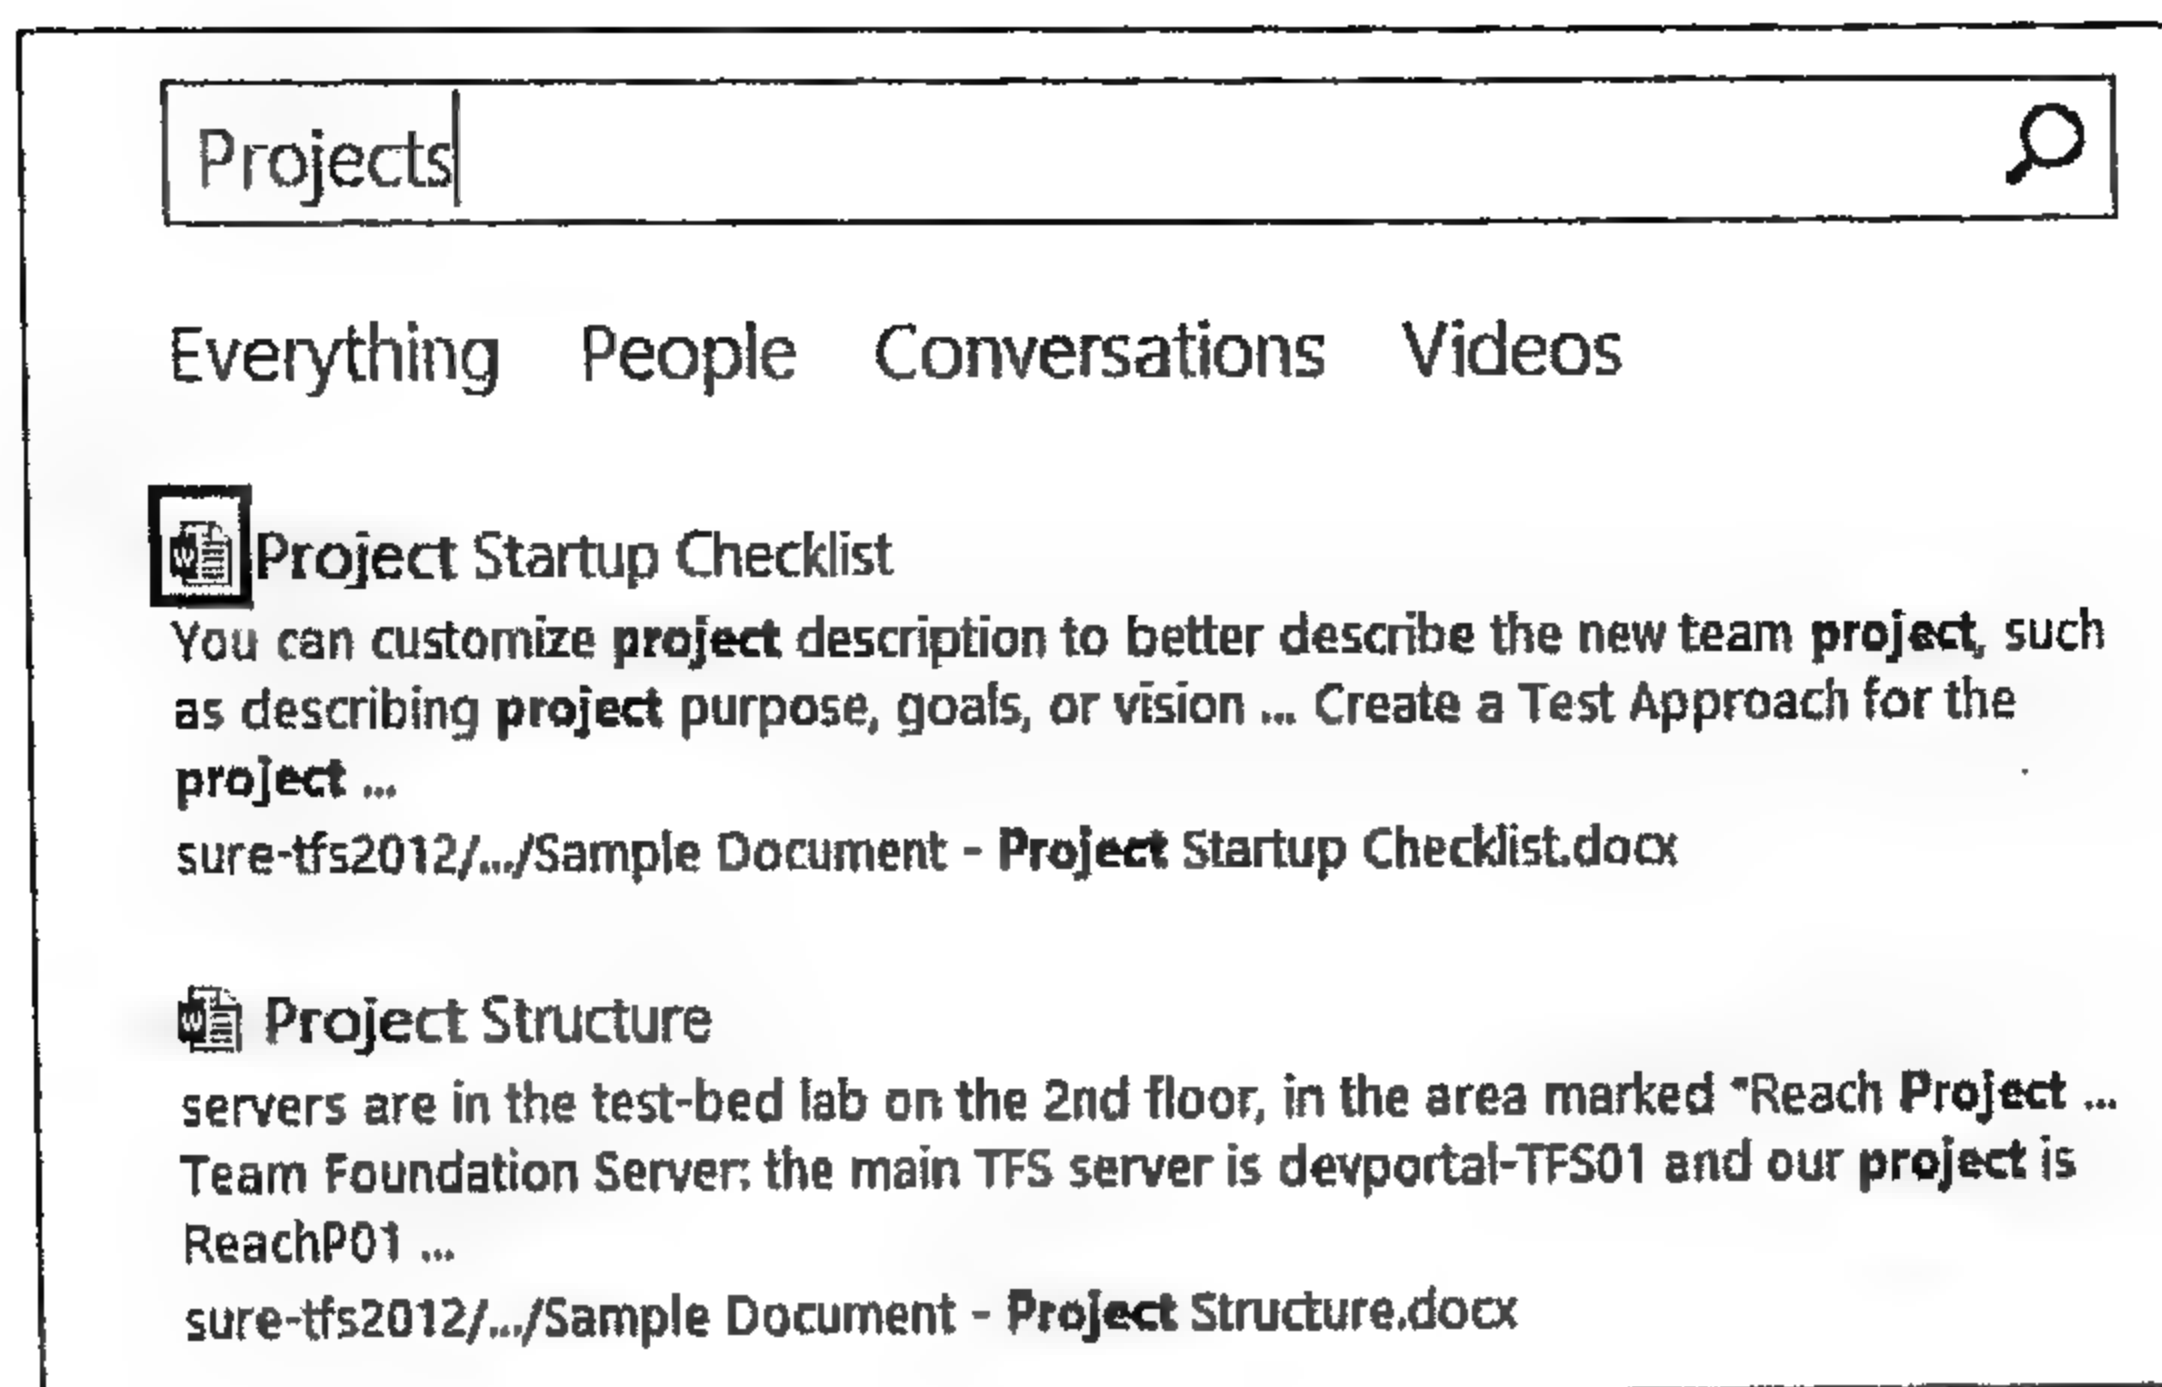 Projects
Everything People Conversations Videos
Project Startup Checklist
You can customize project description to better describe the new team project, such
as describing project purpose, goals, or vision ... Create a Test Approach for the
project ...
sure-tfs2012/.../Sample Document - Project Startup Checklist.docx
Project Structure
servers are in the test-bed lab on the 2nd floor, in the area marked "Reach Project ...
Team Foundation Server: the main TFS server is devportal-TFS01 and our project is
ReachP01 ...
sure-tfs2012/.../Sample Document - Project Structure.docx